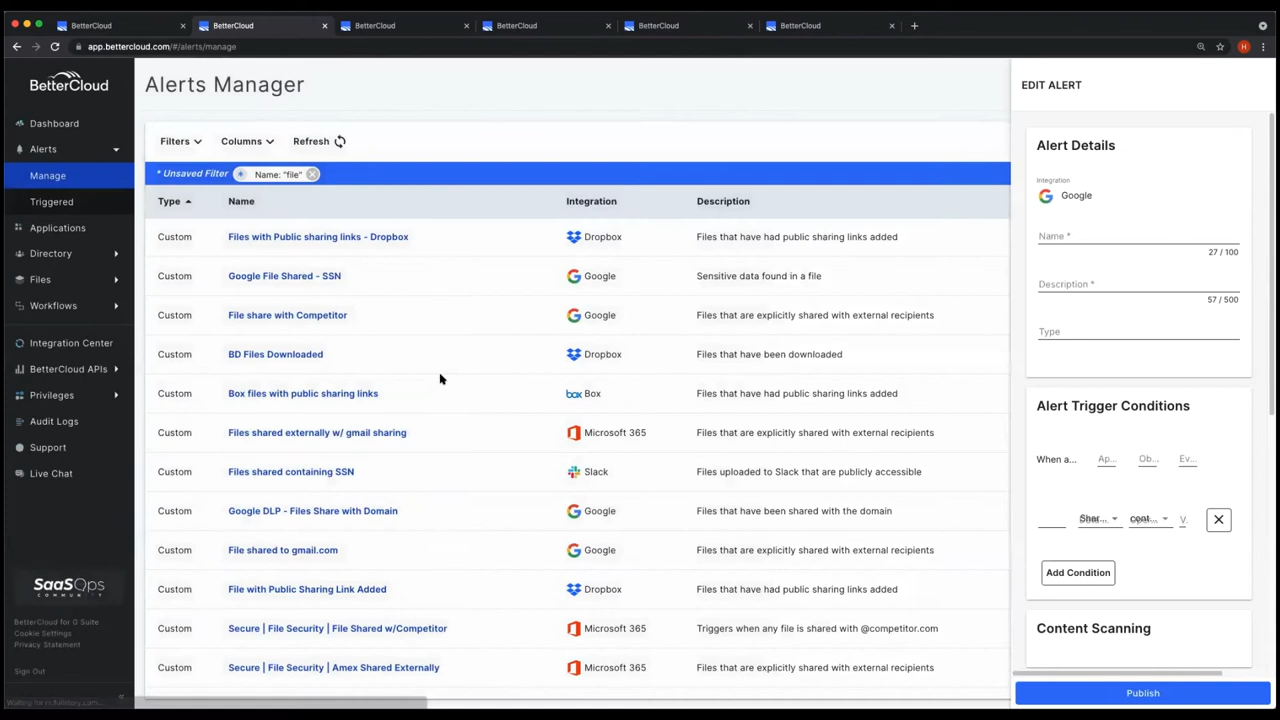 BetterCloud
BetterCloud
BetterCloud
BetterCloud
BetterCloud
BetterCloud
app.bettercloud.com/#/alerts/manage
H
BetterCloud
Dashboard
Alerts
Manage
Triggered
Applications
Directory
Files
Workflows
Integration Center
BetterCloud APIs
Privileges
Audit Logs
Support
Live Chat
SaaSOps
COMMUNITY
BetterCloud for G Suite
Cookie Settings
Privacy Statement
Sign Out
Waiting for rs.fullstory.com...
Alerts Manager
Filters Columns Refresh
* Unsaved Filter Name: "file"
Type Name Integration Description
Custom Files with Public sharing links - Dropbox Dropbox Files that have had public sharing links added
Custom Google File Shared - SSN Google Sensitive data found in a file
Custom File share with Competitor Google Files that are explicitly shared with external recipients
Custom BD Files Downloaded Dropbox Files that have been downloaded
Custom Box files with public sharing links box Box Files that have had public sharing links added
Custom Files shared externally w/ gmail sharing Microsoft 365 Files that are explicitly shared with external recipients
Custom Files shared containing SSN Slack Files uploaded to Slack that are publicly accessible
Custom Google DLP - Files Share with Domain Google Files that have been shared with the domain
Custom File shared to gmail.com Google Files that are explicitly shared with external recipients
Custom File with Public Sharing Link Added Dropbox Files that have had public sharing links added
Custom Secure | File Security | File Shared w/Competitor Microsoft 365 Triggers when any file is shared with @competitor.com
Custom Secure | File Security | Amex Shared Externally Microsoft 365 Files that are explicitly shared with external recipients
EDIT ALERT
Alert Details
Integration
Google
Name *
27 / 100
Description *
57 / 500
Type
Alert Trigger Conditions
When a... Ap... Ob... Ev...
Shar... cont... V.
Add Condition
Content Scanning
Publish